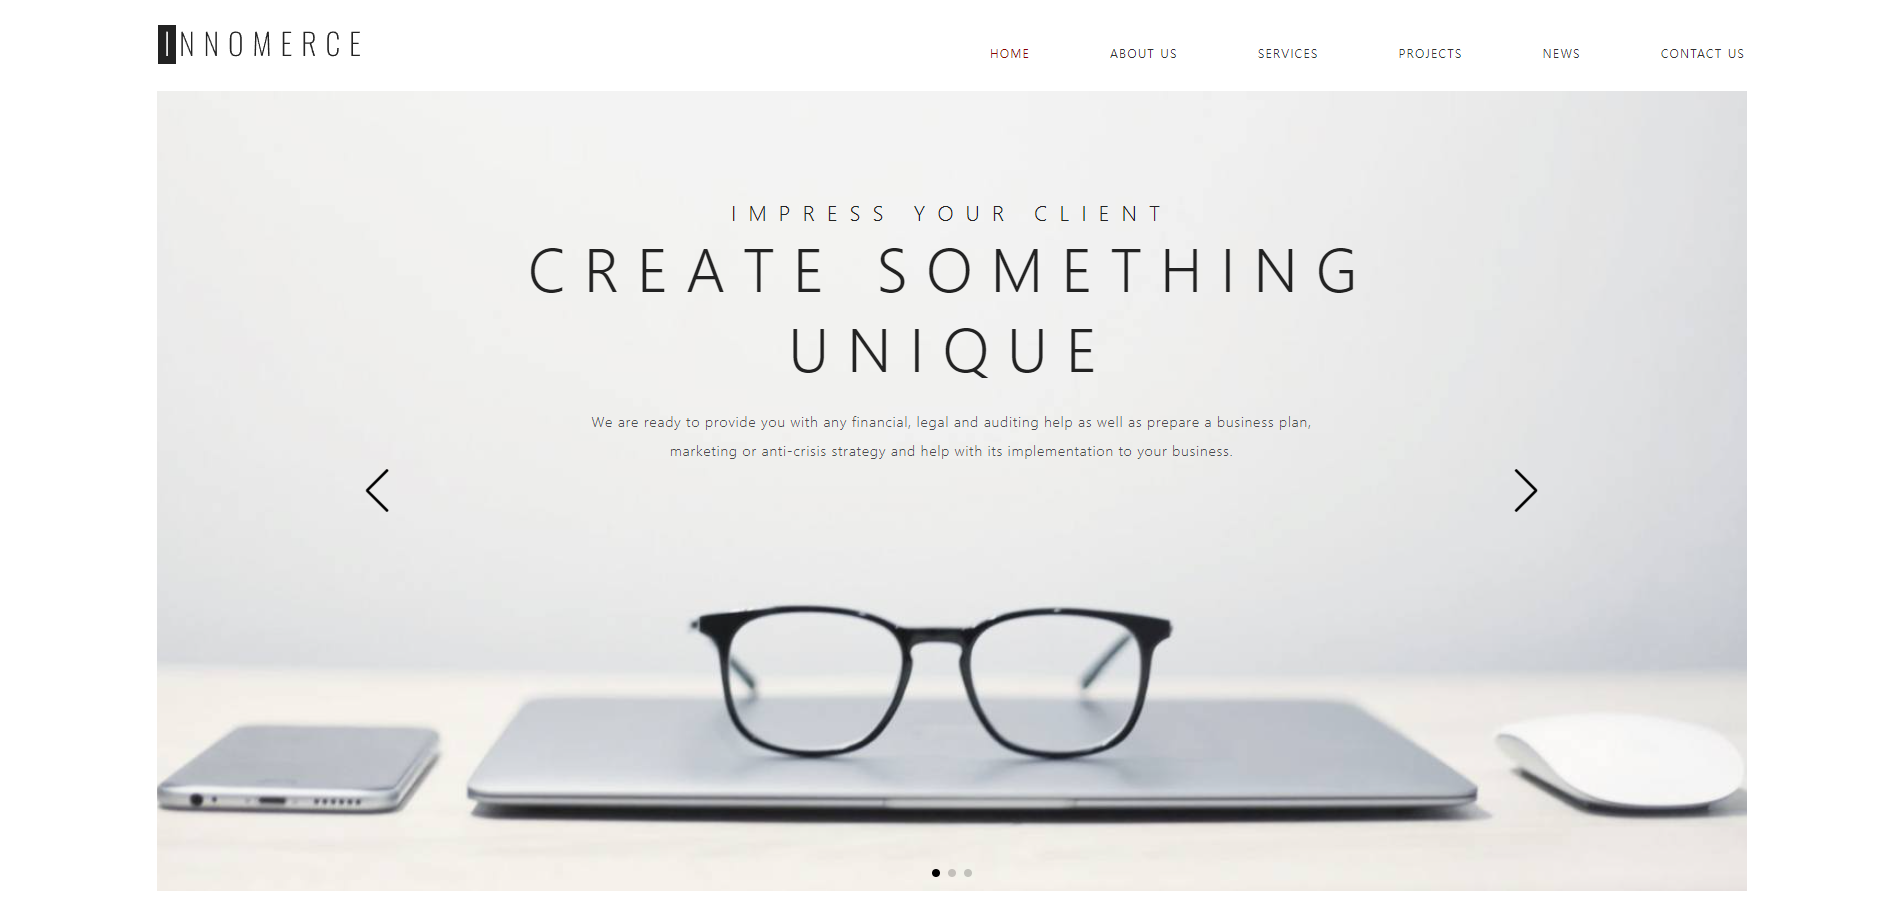 INNOMERCE
HOME ABOUT US SERVICES PROJECTS NEWS CONTACT US
IMPRESS YOUR CLIENT
CREATE SOMETHING
UNIQUE
We are ready to provide you with any financial, legal and auditing help as well as prepare a business plan,
marketing or anti-crisis strategy and help with its implementation to your business.